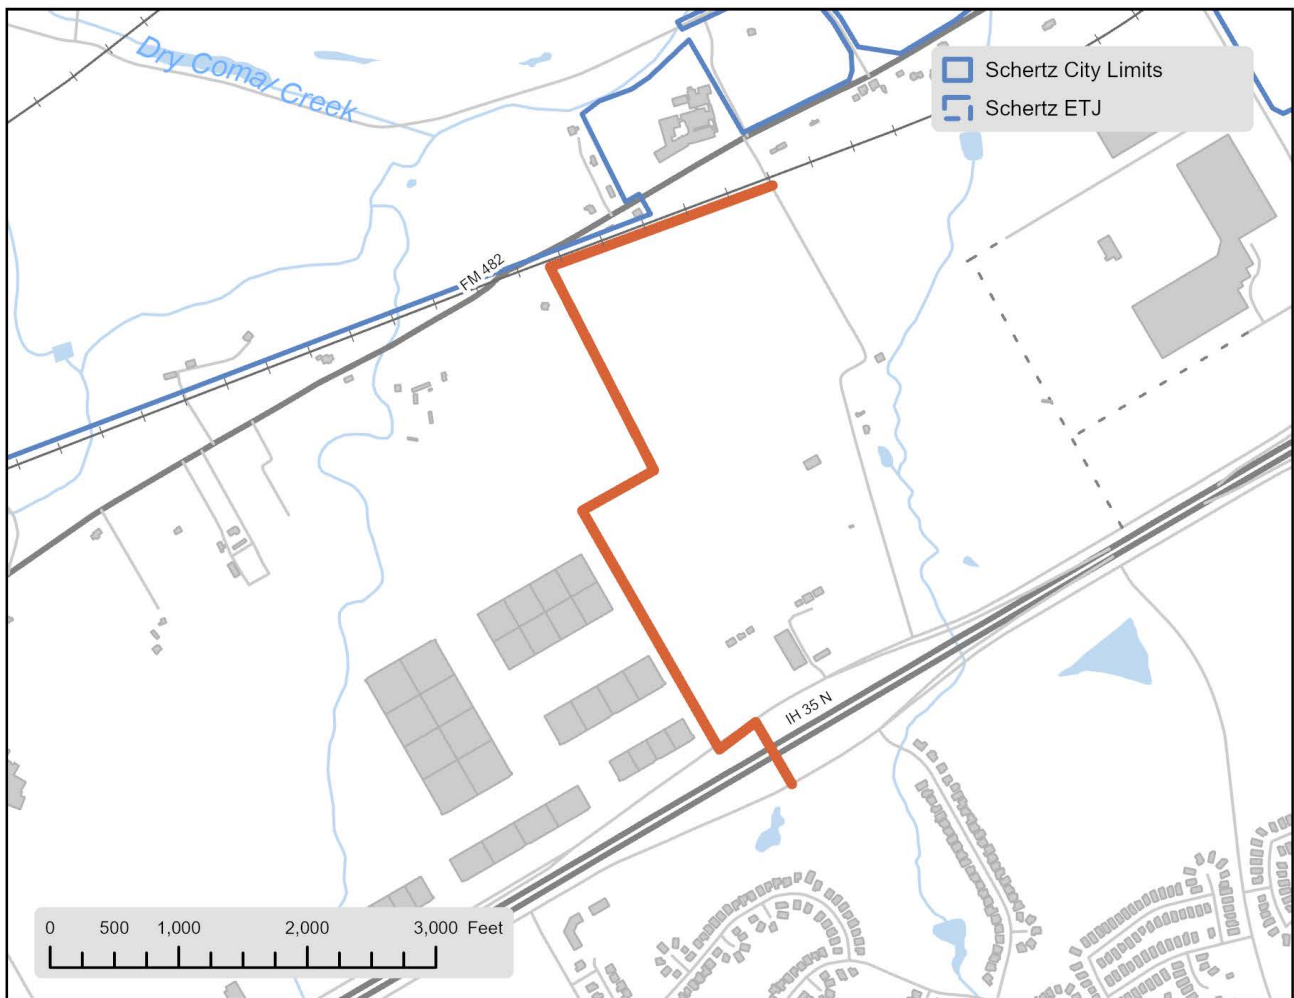 Dry Comal Creek
Schertz City Limits
Schertz ETJ
FM 482
IH 35 N
0 500 1,000 2,000 3,000 Feet